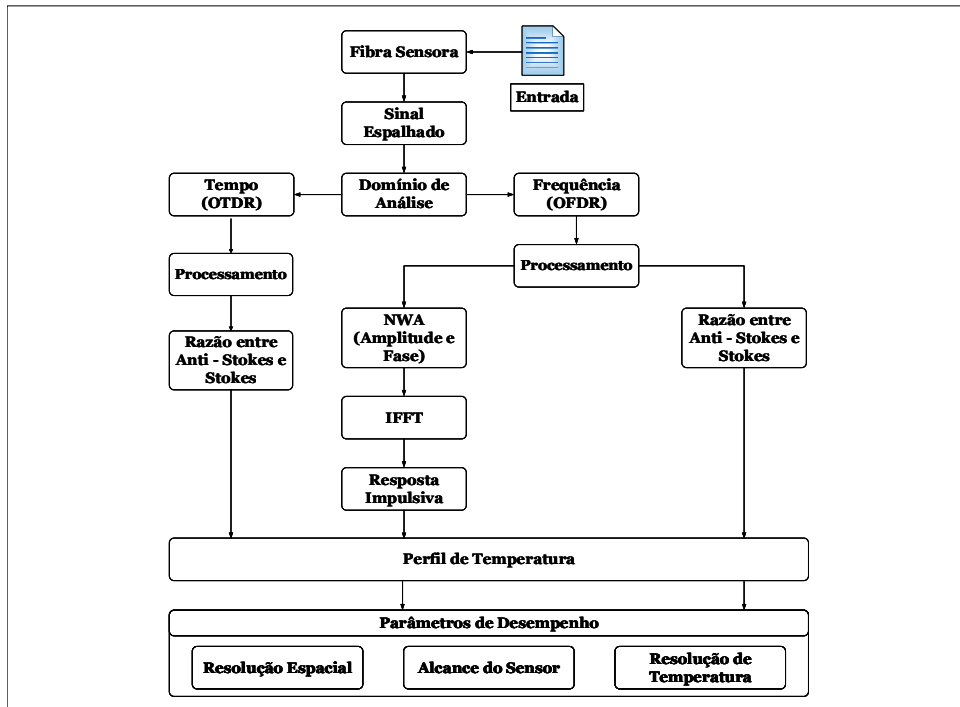 Fibra Sensora
Entrada
Sinal
Espalhado
Tempo
(OTDR)
Domínio de
Análise
Frequência
(OFDR)
Processamento
Processamento
Razão entre
Anti - Stokes e
Stokes
NWA
(Amplitude e
Fase)
Razão entre
Anti - Stokes e
Stokes
IFFT
Resposta
Impulsiva
Perfil de Temperatura
Parâmetros de Desempenho
Resolução Espacial
Alcance do Sensor
Resolução de
Temperatura